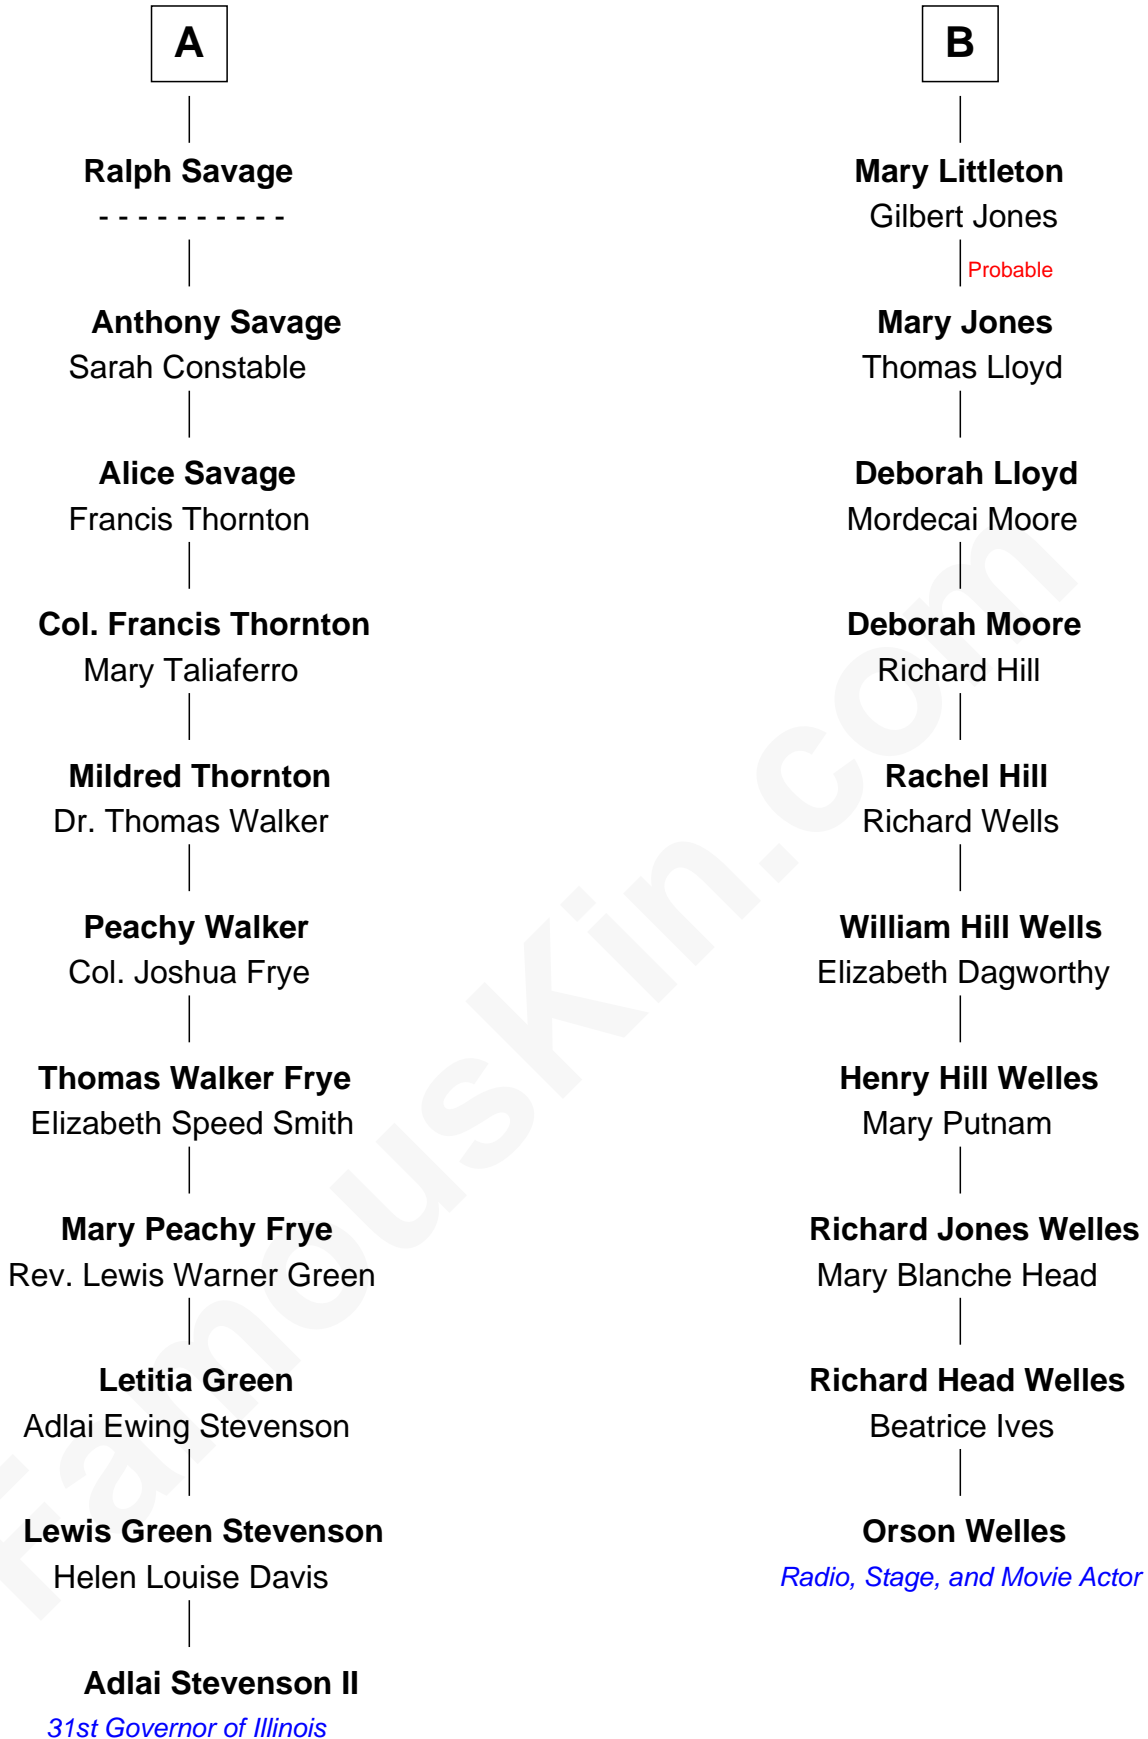 A
Ralph Savage
- - - - - - - - - -
Anthony Savage
Sarah Constable
Alice Savage
Francis Thornton
Col. Francis Thornton
Mary Taliaferro
Mildred Thornton
Dr. Thomas Walker
Peachy Walker
Col. Joshua Frye
Thomas Walker Frye
Elizabeth Speed Smith
Mary Peachy Frye
Rev. Lewis Warner Green
Letitia Green
Adlai Ewing Stevenson
Lewis Green Stevenson
Helen Louise Davis
Adlai Stevenson II
31st Governor of Illinois
B
Mary Littleton
Gilbert Jones
Probable
Mary Jones
Thomas Lloyd
Deborah Lloyd
Mordecai Moore
Deborah Moore
Richard Hill
Rachel Hill
Richard Wells
William Hill Wells
Elizabeth Dagworthy
Henry Hill Welles
Mary Putnam
Richard Jones Welles
Mary Blanche Head
Richard Head Welles
Beatrice Ives
Orson Welles
Radio, Stage, and Movie Actor
FamousKin.com